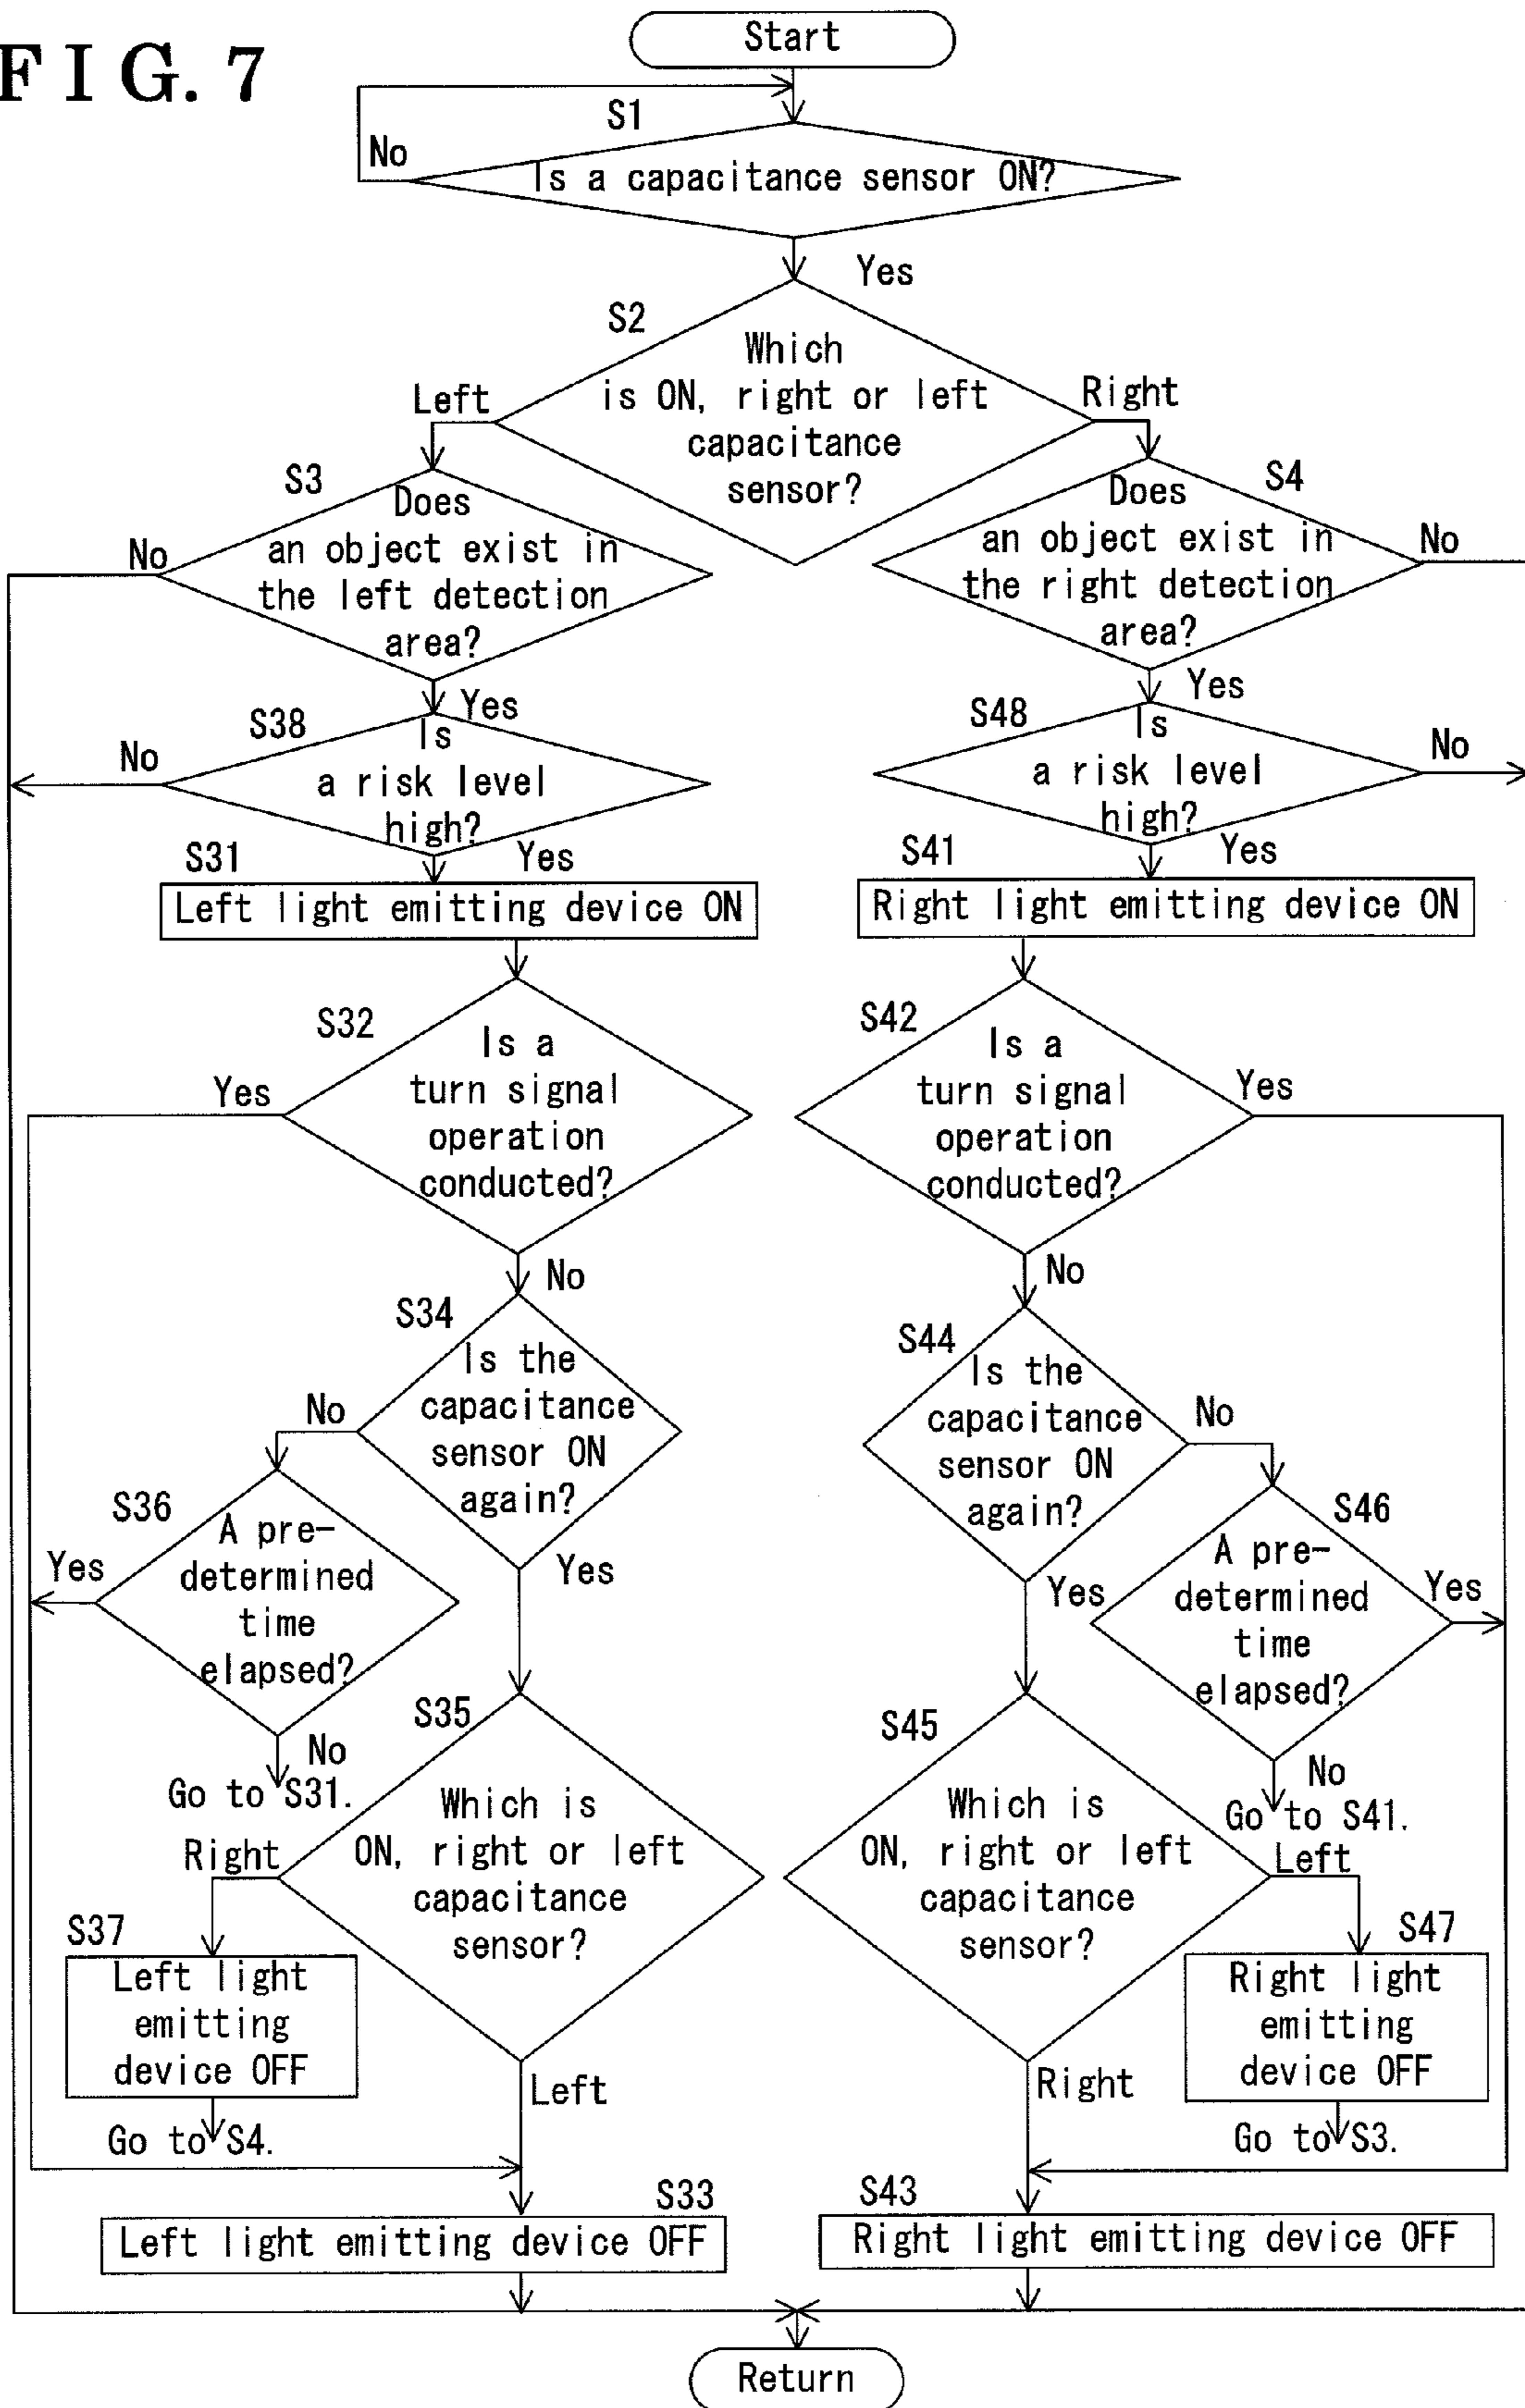 FIG. 7
Start
S1
No
Is a capacitance sensor ON?
Yes
S2
Which
is ON, right or left
capacitance
sensor?
Left
Right
S3
Does
an object exist in
the left detection
area?
No
Yes
S4
Does
an object exist in
the right detection
area?
No
Yes
S38
Is
a risk level
high?
No
Yes
S48
Is
a risk level
high?
No
Yes
S31
Left light emitting device ON
S41
Right light emitting device ON
S32
Is a
turn signal
operation
conducted?
Yes
No
S42
Is a
turn signal
operation
conducted?
Yes
No
S34
Is the
capacitance
sensor ON
again?
No
Yes
S44
Is the
capacitance
sensor ON
again?
No
Yes
S36
A pre-
determined
time
elapsed?
Yes
No
Go to S31.
S46
A pre-
determined
time
elapsed?
Yes
No
Go to S41.
S35
Which is
ON, right or left
capacitance
sensor?
Right
Left
S45
Which is
ON, right or left
capacitance
sensor?
Left
Right
S37
Left light
emitting
device OFF
Go to S4.
S47
Right light
emitting
device OFF
Go to S3.
S33
Left light emitting device OFF
S43
Right light emitting device OFF
Return